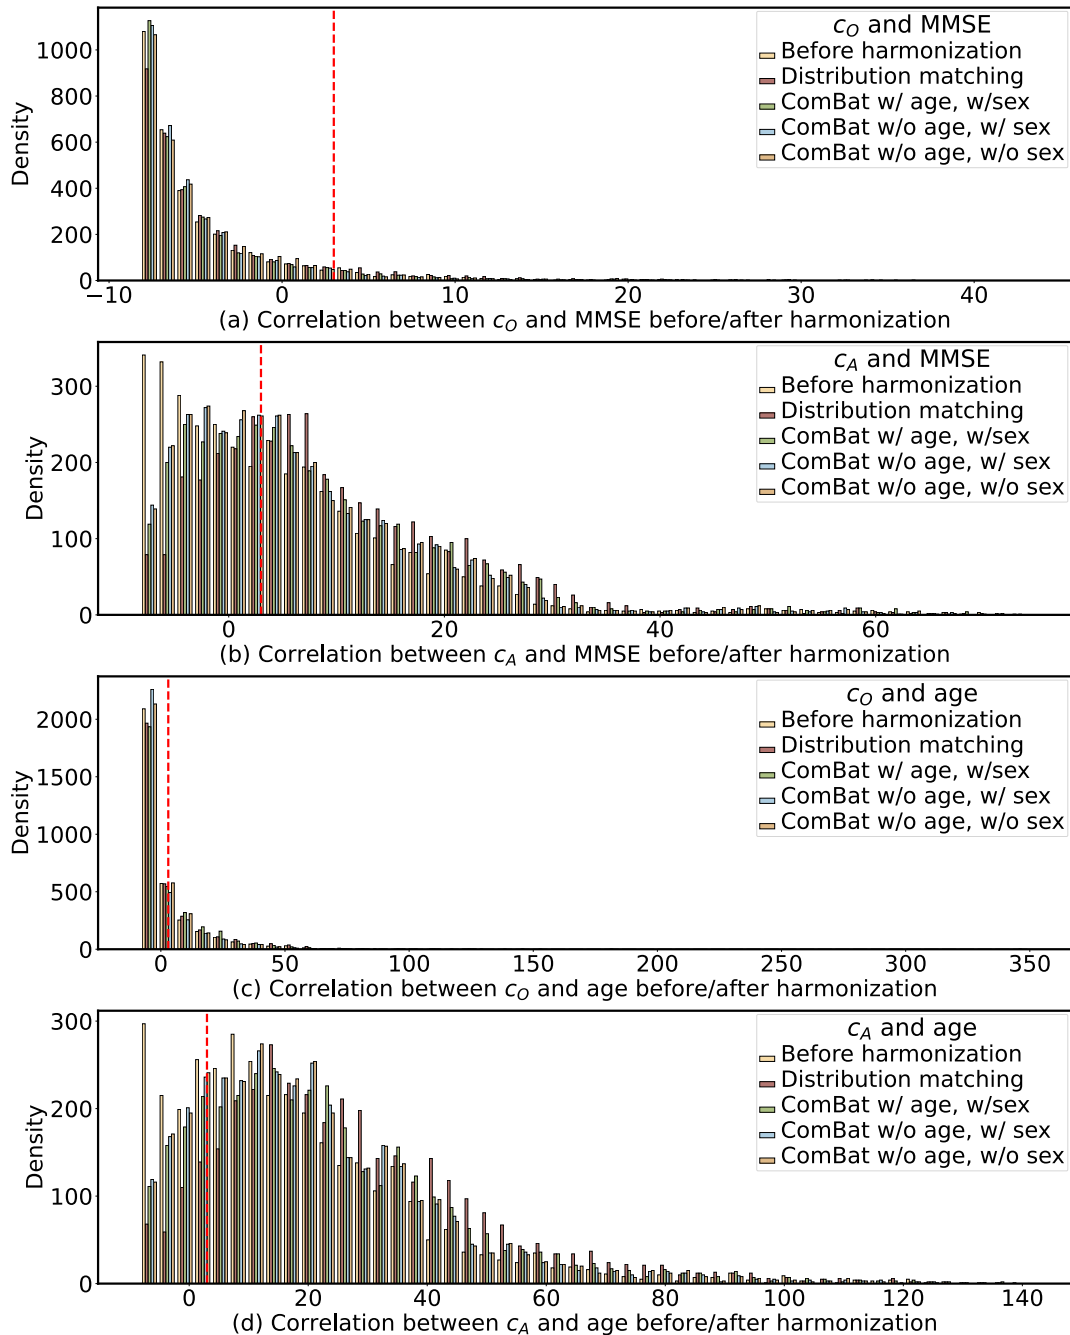 c_O and MMSE
Before harmonization
Distribution matching
ComBat w/ age, w/sex
ComBat w/o age, w/ sex
ComBat w/o age, w/o sex
Density
1000
800
600
400
200
0
−10 0 10 20 30 40
(a) Correlation between c_O and MMSE before/after harmonization
c_A and MMSE
Before harmonization
Distribution matching
ComBat w/ age, w/sex
ComBat w/o age, w/ sex
ComBat w/o age, w/o sex
Density
300
200
100
0
0 20 40 60
(b) Correlation between c_A and MMSE before/after harmonization
c_O and age
Before harmonization
Distribution matching
ComBat w/ age, w/sex
ComBat w/o age, w/ sex
ComBat w/o age, w/o sex
Density
2000
1500
1000
500
0
0 50 100 150 200 250 300 350
(c) Correlation between c_O and age before/after harmonization
c_A and age
Before harmonization
Distribution matching
ComBat w/ age, w/sex
ComBat w/o age, w/ sex
ComBat w/o age, w/o sex
Density
300
200
100
0
0 20 40 60 80 100 120 140
(d) Correlation between c_A and age before/after harmonization